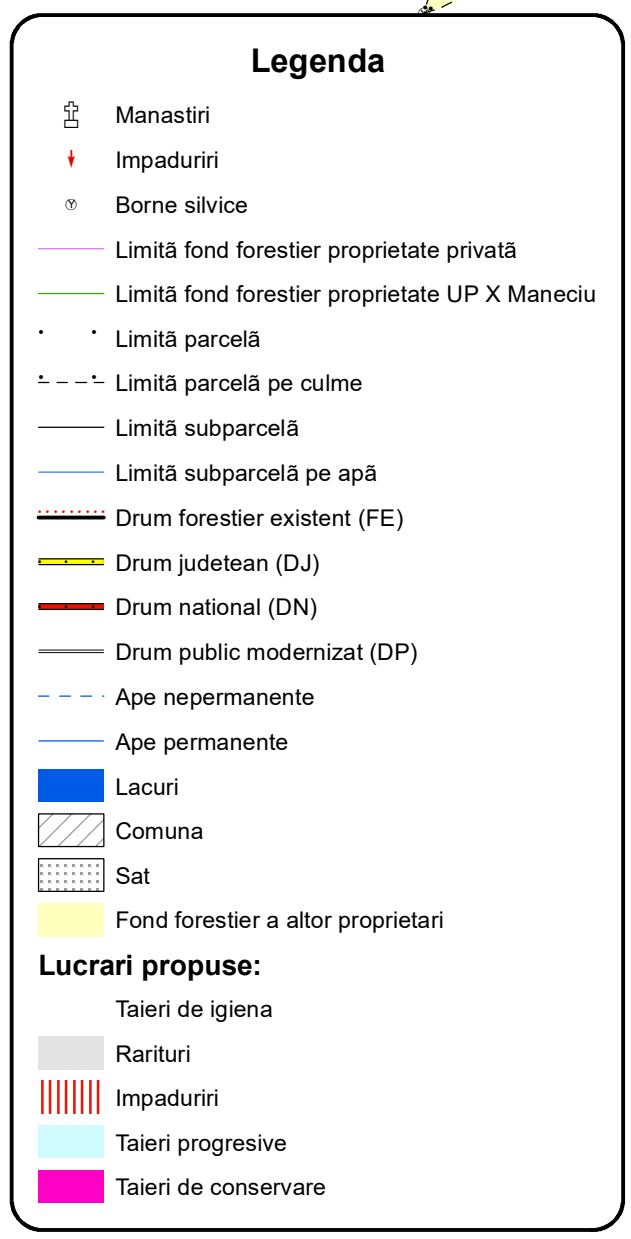 Legenda
Manastiri
Impaduriri
Y Borne silvice
Limitã fond forestier proprietate privatã
Limitã fond forestier proprietate UP X Maneciu
Limitã parcelã
Limitã parcelã pe culme
Limitã subparcelã
Limitã subparcelã pe apã
Drum forestier existent (FE)
Drum judetean (DJ)
Drum national (DN)
Drum public modernizat (DP)
Ape nepermanente
Ape permanente
Lacuri
Comuna
Sat
Fond forestier a altor proprietari
Lucrari propuse:
Taieri de igiena
Rarituri
Impaduriri
Taieri progresive
Taieri de conservare